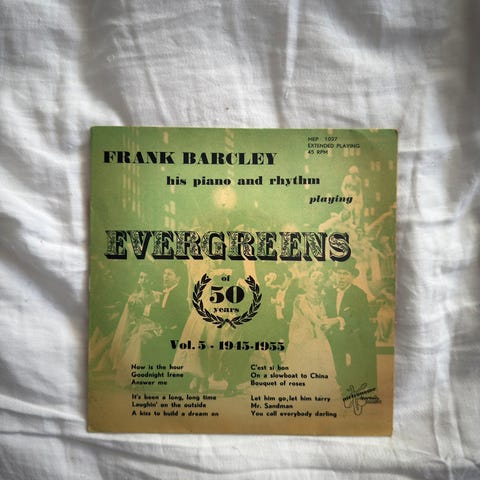 MEP 1027
EXTENDED PLAYING
45 RPM
FRANK BARCLEY
his piano and rhythm
playing
EVERGREENS
of
50
years
Vol. 5 - 1945-1955
Now is the hour
Goodnight Irene
Answer me
It's been a long, long time
Laughin' on the outside
A kiss to build a dream on
C'est si bon
On a slowboat to China
Bouquet of roses
Let him go, let him tarry
Mr. Sandman
You call everybody darling